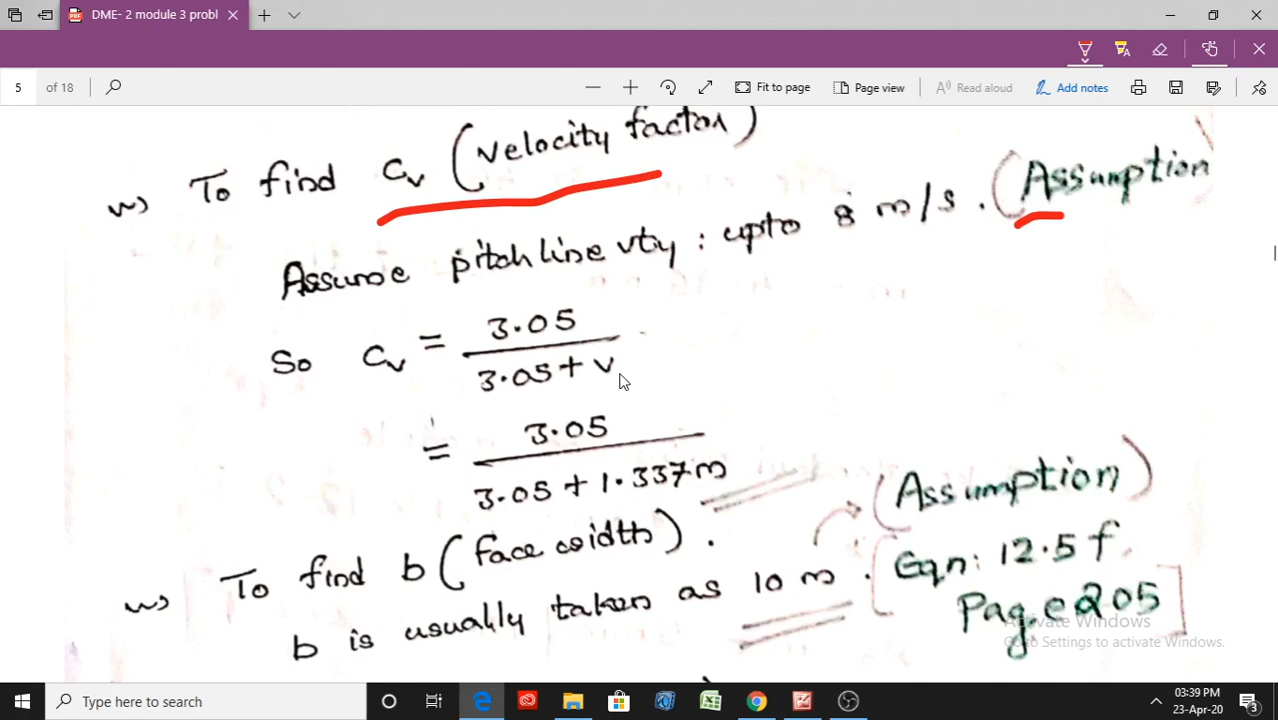 DME- 2 module 3 probl
5 of 18
Fit to page
Page view
Read aloud
Add notes
To find Cv (velocity factor)
Assume pitchline vty : upto 8 m/s. (Assumption)
So Cv = 3.05 / 3.05 + v
= 3.05 / 3.05 + 1.337m
To find b (face width).
b is usually taken as 10 m. (Assumption)
[Eqn: 12.5 f
Page 205]
Activate Windows
Go to Settings to activate Windows.
Type here to search
03:39 PM
23-Apr-20
3